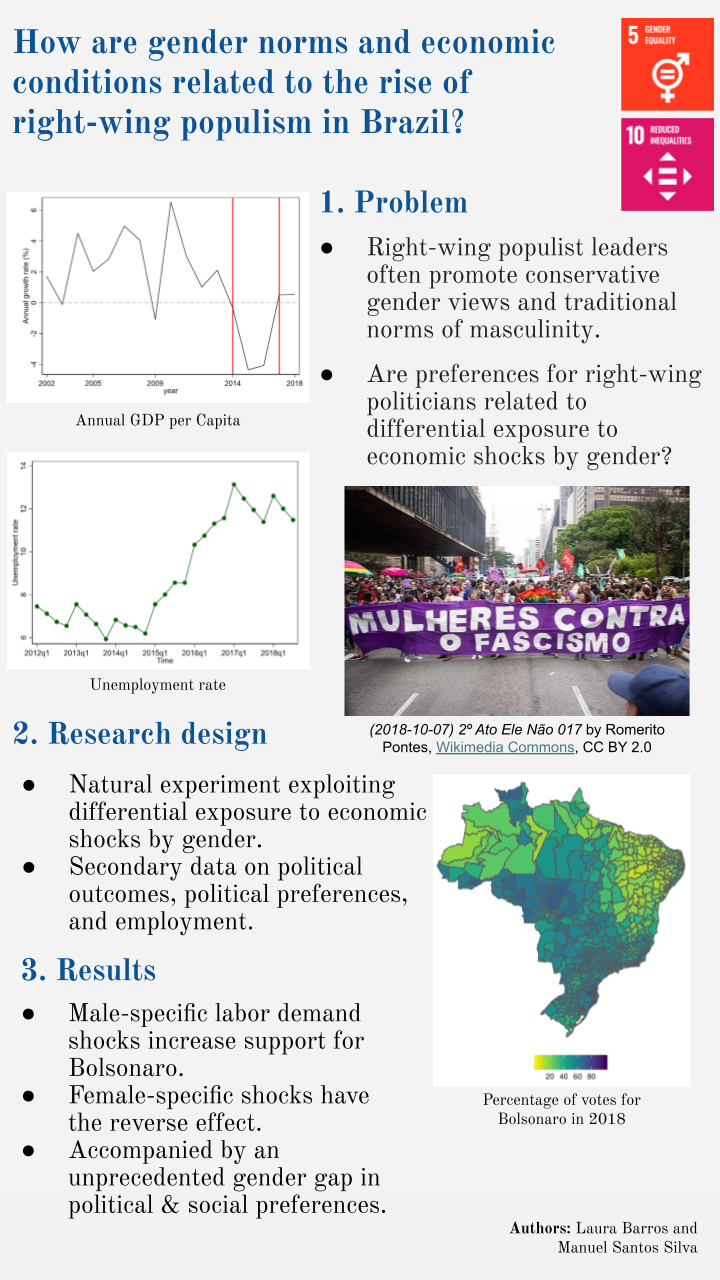 How are gender norms and economic
conditions related to the rise of
right-wing populism in Brazil?
5 GENDER
EQUALITY
10 REDUCED
INEQUALITIES
Annual growth rate (%)
6
4
2
0
-2
-4
2002 2005 2009 2014 2018
year
Annual GDP per Capita
1. Problem
● Right-wing populist leaders
often promote conservative
gender views and traditional
norms of masculinity.
● Are preferences for right-wing
politicians related to
differential exposure to
economic shocks by gender?
Unemployment rate
14
12
10
8
6
2012q1 2013q1 2014q1 2015q1 2016q1 2017q1 2018q1
Time
Unemployment rate
MULHERES CONTRA
O FASCISMO
(2018-10-07) 2º Ato Ele Não 017 by Romerito
Pontes, Wikimedia Commons, CC BY 2.0
2. Research design
● Natural experiment exploiting
differential exposure to economic
shocks by gender.
● Secondary data on political
outcomes, political preferences,
and employment.
3. Results
● Male-specific labor demand
shocks increase support for
Bolsonaro.
● Female-specific shocks have
the reverse effect.
● Accompanied by an
unprecedented gender gap in
political & social preferences.
20 40 60 80
Percentage of votes for
Bolsonaro in 2018
Authors: Laura Barros and
Manuel Santos Silva